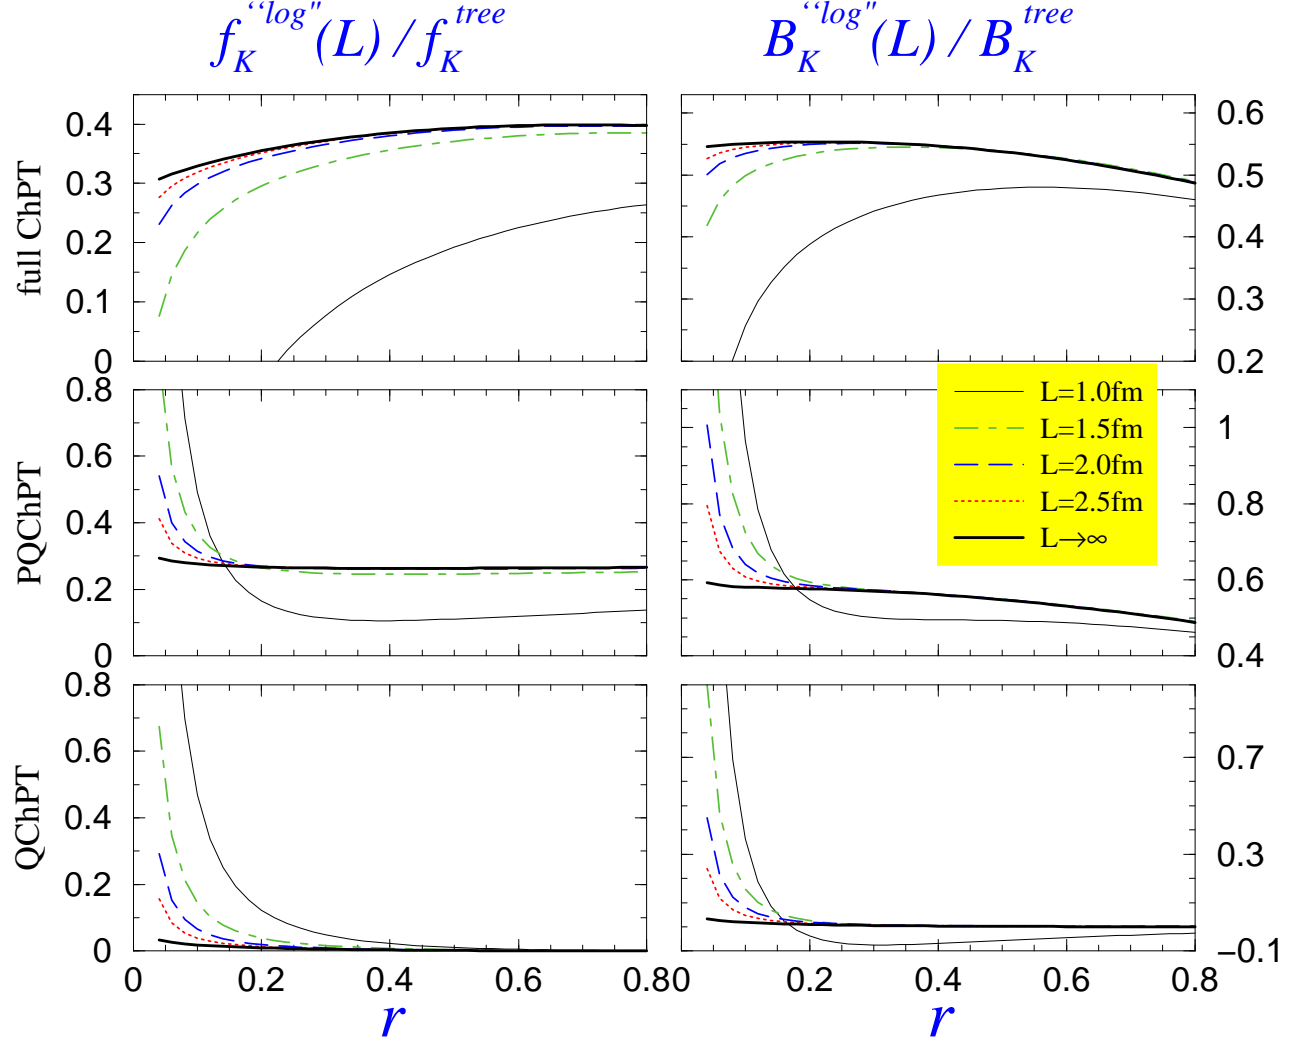 f_K^{‘‘log"}(L) / f_K^{tree}
B_K^{‘‘log"}(L) / B_K^{tree}
full ChPT
0.4
0.3
0.2
0.1
0
0.6
0.5
0.4
0.3
0.2
PQChPT
0.8
0.6
0.4
0.2
0
L=1.0fm
L=1.5fm
L=2.0fm
L=2.5fm
L→∞
1
0.8
0.6
0.4
QChPT
0.8
0.6
0.4
0.2
0
0.7
0.3
−0.1
0 0.2 0.4 0.6 0.8
0 0.2 0.4 0.6 0.8
r
r